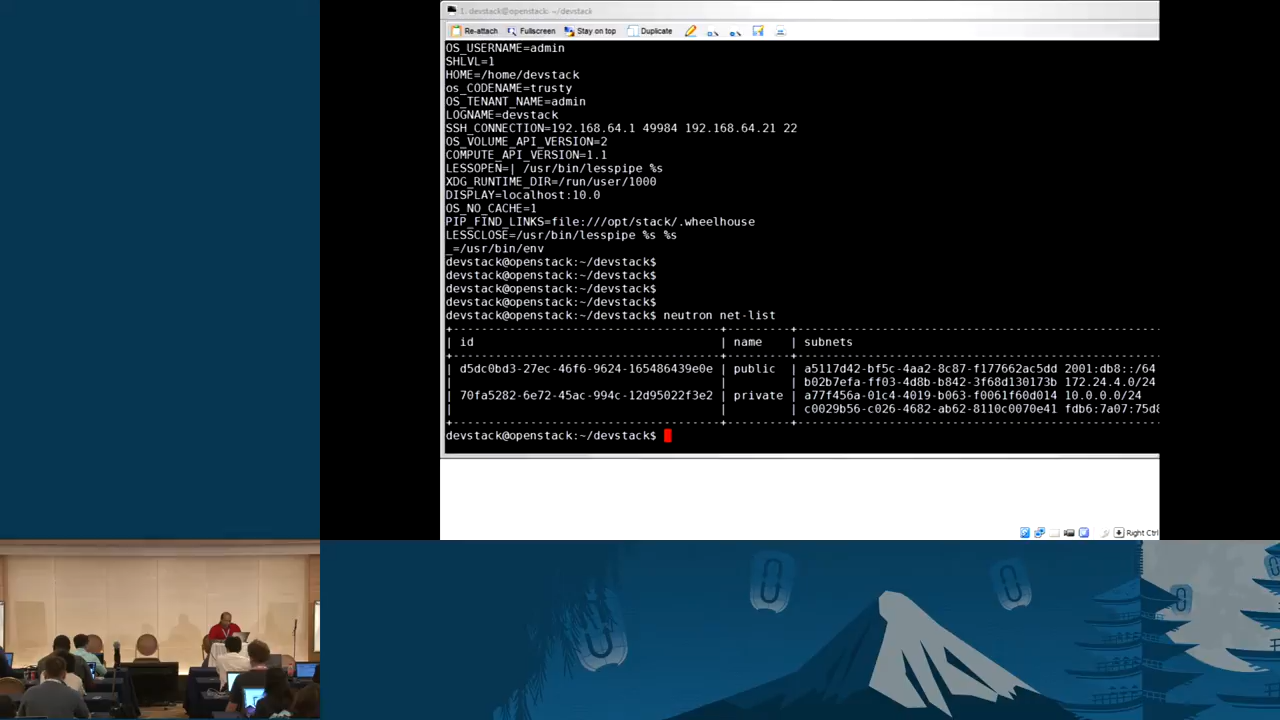 1. devstack@openstack: ~/devstack
Re-attach Fullscreen Stay on top Duplicate
OS_USERNAME=admin
SHLVL=1
HOME=/home/devstack
os_CODENAME=trusty
OS_TENANT_NAME=admin
LOGNAME=devstack
SSH_CONNECTION=192.168.64.1 49984 192.168.64.21 22
OS_VOLUME_API_VERSION=2
COMPUTE_API_VERSION=1.1
LESSOPEN=| /usr/bin/lesspipe %s
XDG_RUNTIME_DIR=/run/user/1000
DISPLAY=localhost:10.0
OS_NO_CACHE=1
PIP_FIND_LINKS=file:///opt/stack/.wheelhouse
LESSCLOSE=/usr/bin/lesspipe %s %s
_=/usr/bin/env
devstack@openstack:~/devstack$
devstack@openstack:~/devstack$
devstack@openstack:~/devstack$
devstack@openstack:~/devstack$
devstack@openstack:~/devstack$ neutron net-list
| id | name | subnets
| d5dc0bd3-27ec-46f6-9624-165486439e0e | public | a5117d42-bf5c-4aa2-8c87-f177662ac5dd 2001:db8::/64
| | | b02b7efa-ff03-4d8b-b842-3f68d130173b 172.24.4.0/24
| 70fa5282-6e72-45ac-994c-12d95022f3e2 | private | a77f456a-01c4-4019-b063-f0061f60d014 10.0.0.0/24
| | | c0029b56-c026-4682-ab62-8110c0070e41 fdb6:7a07:75d8
devstack@openstack:~/devstack$
Right Ctrl